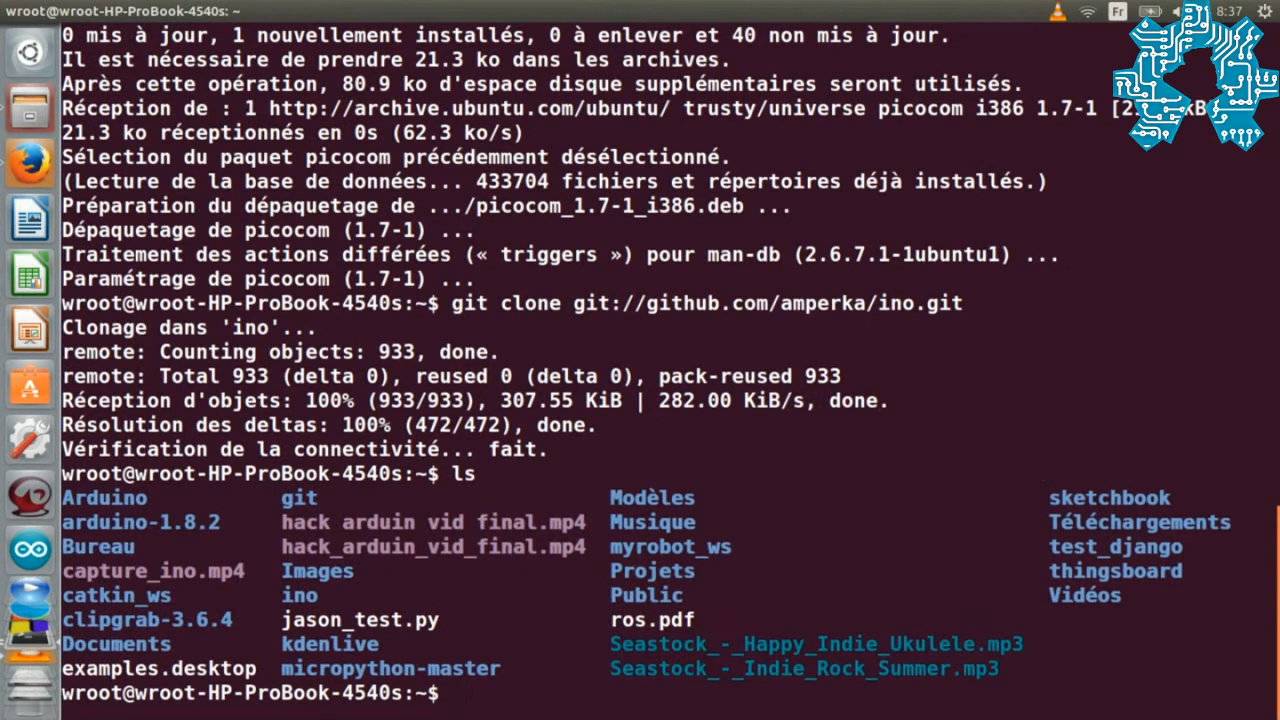 wroot@wroot-HP-ProBook-4540s: ~
Fr
8:37
0 mis à jour, 1 nouvellement installés, 0 à enlever et 40 non mis à jour.
Il est nécessaire de prendre 21.3 ko dans les archives.
Après cette opération, 80.9 ko d'espace disque supplémentaires seront utilisés.
Réception de : 1 http://archive.ubuntu.com/ubuntu/ trusty/universe picocom i386 1.7-1
21.3 ko réceptionnés en 0s (62.3 ko/s)
Sélection du paquet picocom précédemment désélectionné.
(Lecture de la base de données... 433704 fichiers et répertoires déjà installés.)
Préparation du dépaquetage de .../picocom_1.7-1_i386.deb ...
Dépaquetage de picocom (1.7-1) ...
Traitement des actions différées (« triggers ») pour man-db (2.6.7.1-1ubuntu1) ...
Paramétrage de picocom (1.7-1) ...
wroot@wroot-HP-ProBook-4540s:~$ git clone git://github.com/amperka/ino.git
Clonage dans 'ino'...
remote: Counting objects: 933, done.
remote: Total 933 (delta 0), reused 0 (delta 0), pack-reused 933
Réception d'objets: 100% (933/933), 307.55 KiB | 282.00 KiB/s, done.
Résolution des deltas: 100% (472/472), done.
Vérification de la connectivité... fait.
wroot@wroot-HP-ProBook-4540s:~$ ls
Arduino git Modèles sketchbook
arduino-1.8.2 hack arduin vid final.mp4 Musique Téléchargements
Bureau hack_arduin_vid_final.mp4 myrobot_ws test_django
capture_ino.mp4 Images Projets thingsboard
catkin_ws ino Public Vidéos
clipgrab-3.6.4 jason_test.py ros.pdf
Documents kdenlive Seastock_-_Happy_Indie_Ukulele.mp3
examples.desktop micropython-master Seastock_-_Indie_Rock_Summer.mp3
wroot@wroot-HP-ProBook-4540s:~$